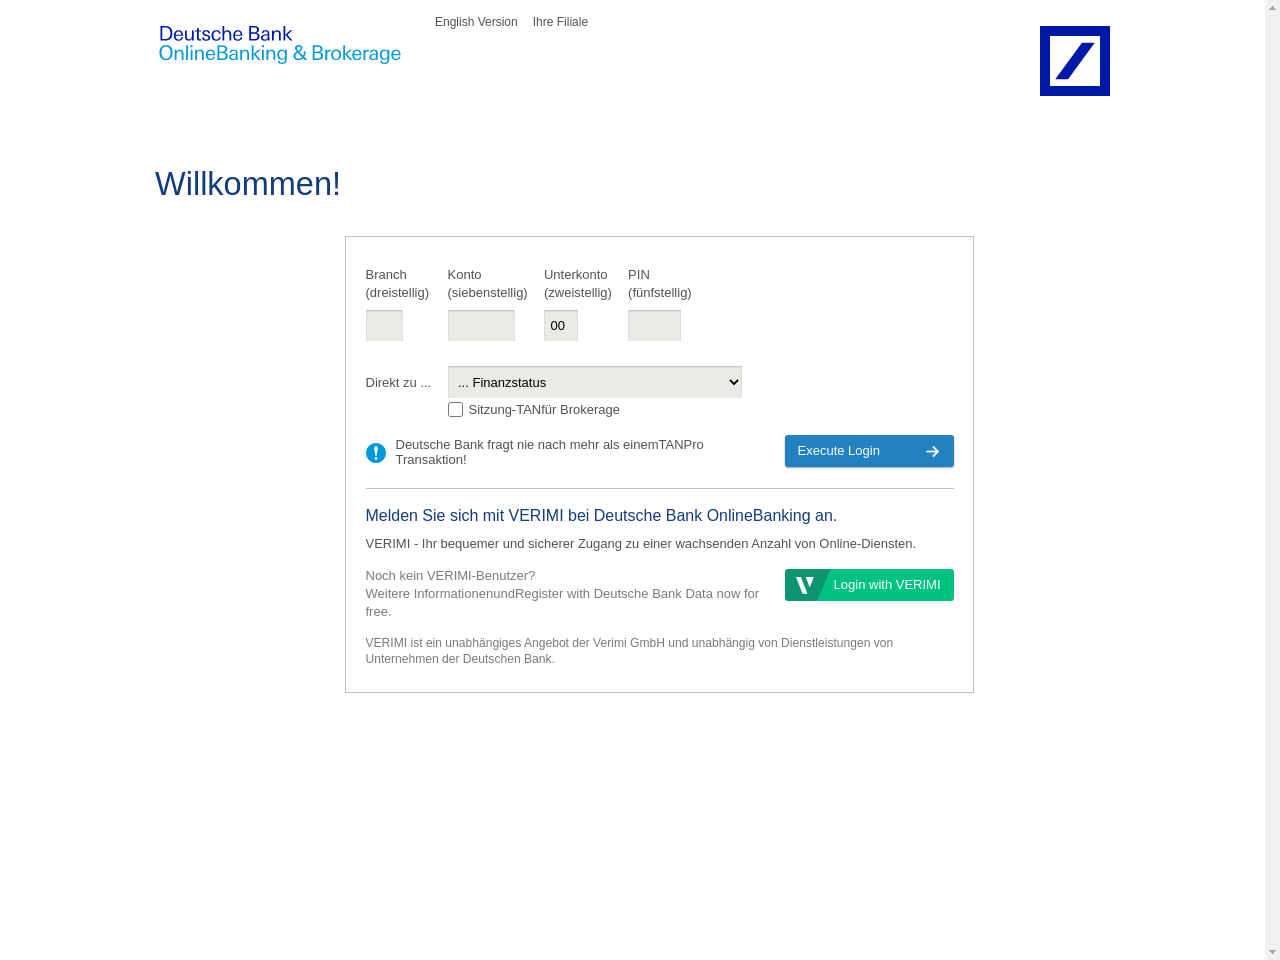 English Version Ihre Filiale
Deutsche Bank
OnlineBanking & Brokerage
Willkommen!
Branch Konto Unterkonto PIN
(dreistellig) (siebenstellig) (zweistellig) (fünfstellig)
00
Direkt zu ... ... Finanzstatus
Sitzung-TANfür Brokerage
Deutsche Bank fragt nie nach mehr als einemTANPro
Transaktion!
Execute Login
Melden Sie sich mit VERIMI bei Deutsche Bank OnlineBanking an.
VERIMI - Ihr bequemer und sicherer Zugang zu einer wachsenden Anzahl von Online-Diensten.
Noch kein VERIMI-Benutzer?
Weitere InformationenundRegister with Deutsche Bank Data now for
free.
Login with VERIMI
VERIMI ist ein unabhängiges Angebot der Verimi GmbH und unabhängig von Dienstleistungen von
Unternehmen der Deutschen Bank.